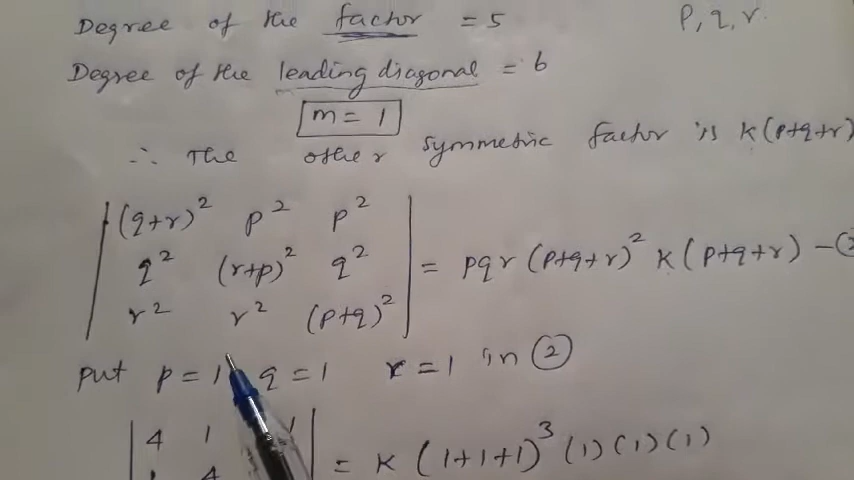 Degree of the factor = 5 p, q, r.
Degree of the leading diagonal = 6
m = 1
∴ The other symmetric factor is k(p+q+r)
| (q+r)² p² p² |
| q² (r+p)² q² | = pqr (p+q+r)² k (p+q+r) – ②
| r² r² (p+q)² |
put p = 1 q = 1 r = 1 in ②
| 4 1 1 |
| 1 4 = k (1+1+1)³ (1) (1) (1)